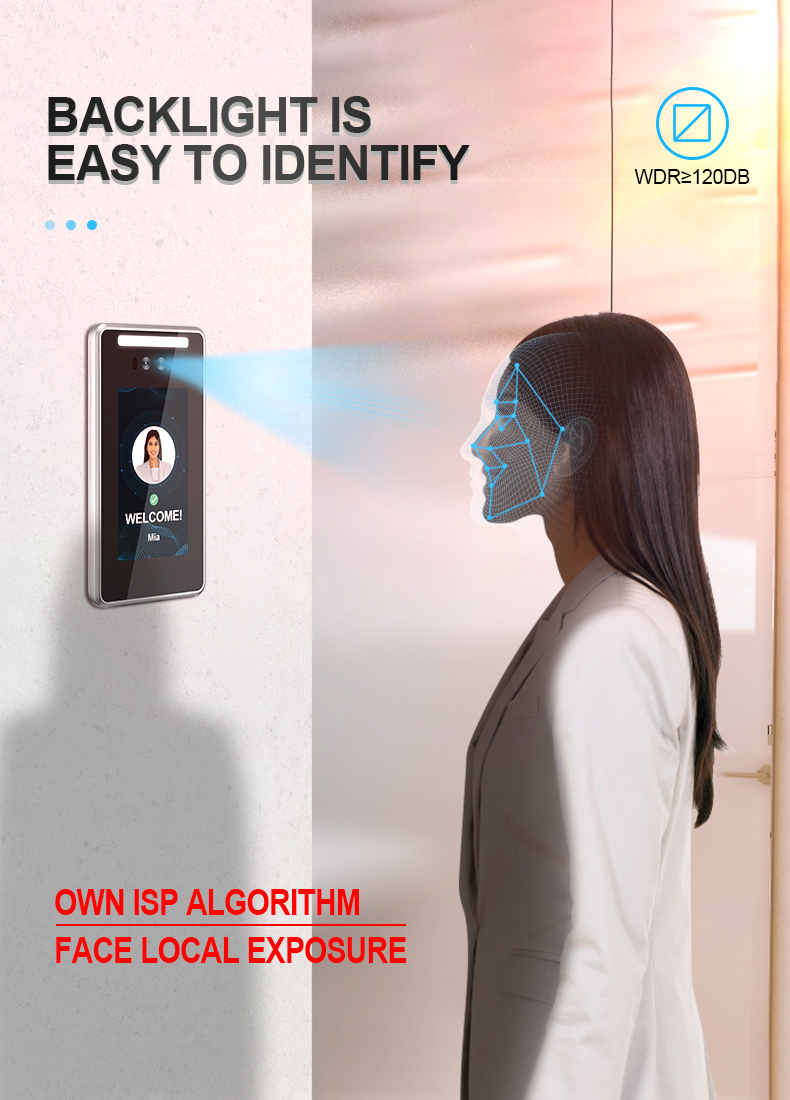 BACKLIGHT IS
EASY TO IDENTIFY
WDR≥120DB
WELCOME!
Mia
OWN ISP ALGORITHM
FACE LOCAL EXPOSURE